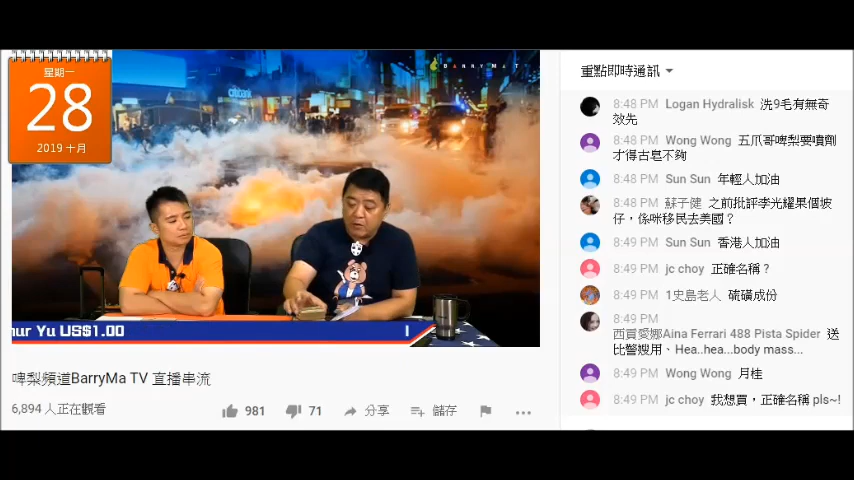 星期一
28
2019 十月
citibank
BARRYMATV
nur Yu US$1.00
啤梨頻道BarryMa TV 直播串流
6,894 人正在觀看
981
71
分享
儲存
重點即時通訊
8:48 PM Logan Hydralisk 洗9毛有無奇
效先
8:48 PM Wong Wong 五爪哥啤梨要噴劑
才得古皂不夠
8:48 PM Sun Sun 年輕人加油
8:48 PM 蘇子健 之前批評李光耀果個坡
仔，係咪移民去美國？
8:49 PM Sun Sun 香港人加油
8:49 PM jc choy 正確名稱？
8:49 PM 1史島老人 硫磺成份
8:49 PM
西貢愛娜Aina Ferrari 488 Pista Spider 送
比警嫂用、Hea..hea...body mass...
8:49 PM Wong Wong 月桂
8:49 PM jc choy 我想買，正確名稱 pls~!